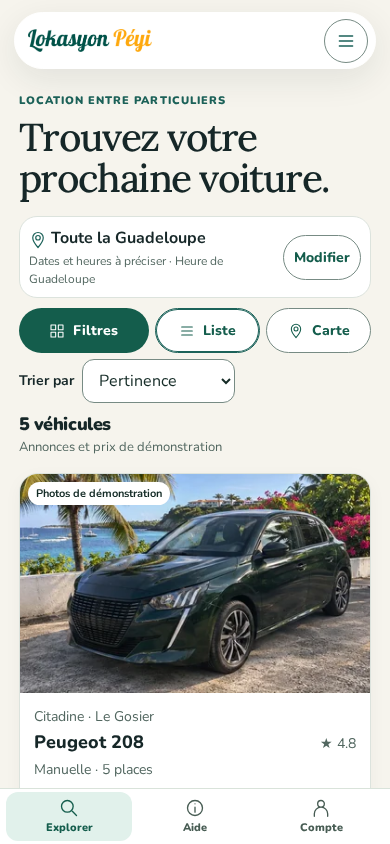 Lokasyon Péyi
LOCATION ENTRE PARTICULIERS
Trouvez votre
prochaine voiture.
Toute la Guadeloupe
Dates et heures à préciser · Heure de
Guadeloupe
Modifier
Filtres
Liste
Carte
Trier par
Pertinence
5 véhicules
Annonces et prix de démonstration
Photos de démonstration
Citadine · Le Gosier
Peugeot 208
★ 4.8
Manuelle · 5 places
Explorer
Aide
Compte